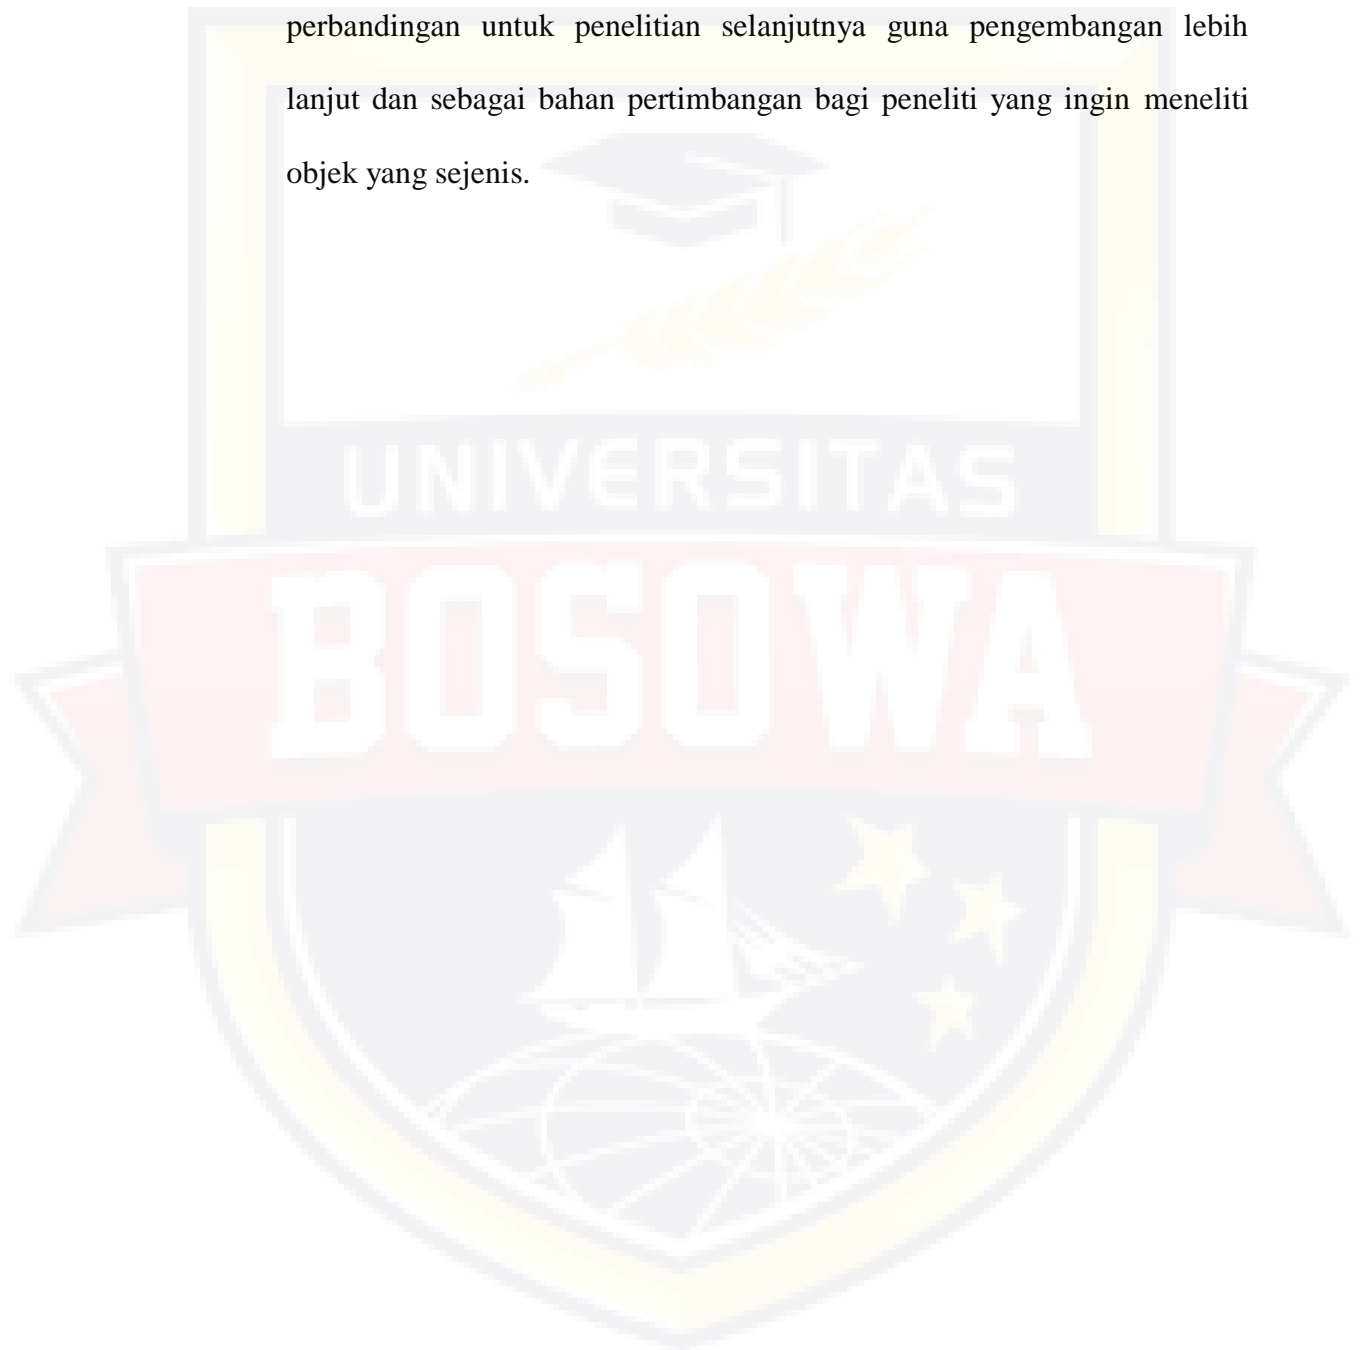 perbandingan untuk penelitian selanjutnya guna pengembangan lebih
lanjut dan sebagai bahan pertimbangan bagi peneliti yang ingin meneliti
objek yang sejenis.
UNIVERSITAS
BOSOWA